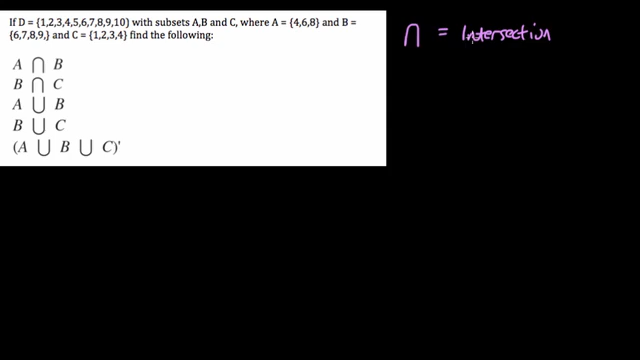 If D = {1,2,3,4,5,6,7,8,9,10) with subsets A,B and C, where A = {4,6,8} and B =
{6,7,8,9,} and C = {1,2,3,4} find the following:
A ⋂ B
B ⋂ C
A ⋃ B
B ⋃ C
(A ⋃ B ⋃ C)'
⋂ = Intersection